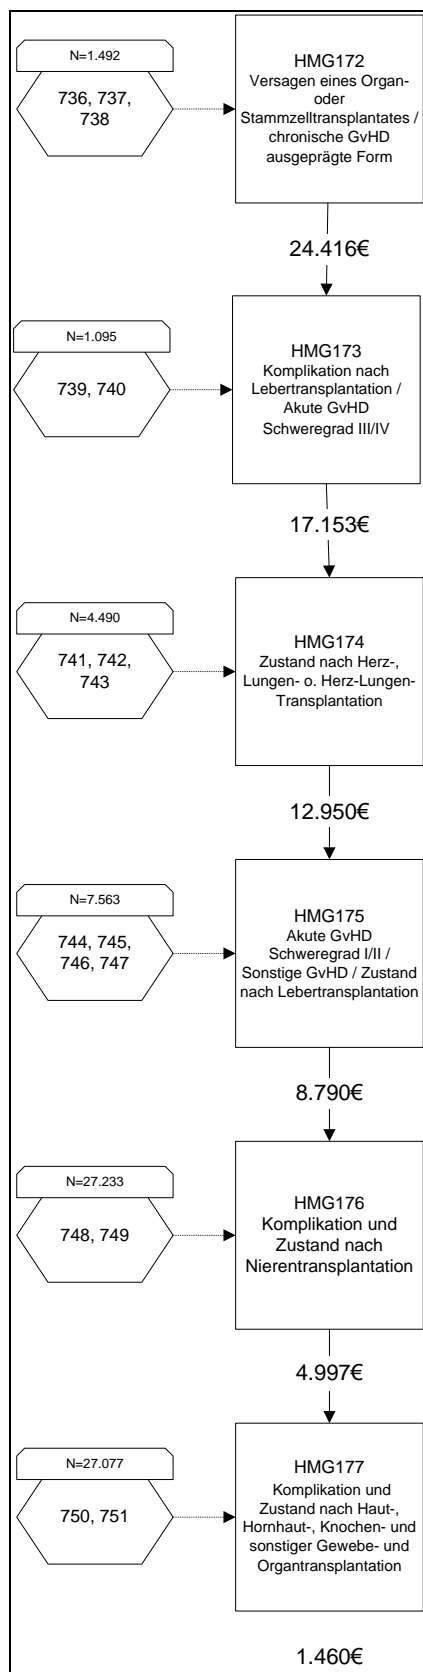 N=1.492
736, 737,
738
HMG172
Versagen eines Organ-
oder
Stammzelltransplantates /
chronische GvHD
ausgeprägte Form
24.416€
N=1.095
739, 740
HMG173
Komplikation nach
Lebertransplantation /
Akute GvHD
Schweregrad III/IV
17.153€
N=4.490
741, 742,
743
HMG174
Zustand nach Herz-,
Lungen- o. Herz-Lungen-
Transplantation
12.950€
N=7.563
744, 745,
746, 747
HMG175
Akute GvHD
Schweregrad I/II /
Sonstige GvHD / Zustand
nach Lebertransplantation
8.790€
N=27.233
748, 749
HMG176
Komplikation und
Zustand nach
Nierentransplantation
4.997€
N=27.077
750, 751
HMG177
Komplikation und
Zustand nach Haut-,
Hornhaut-, Knochen- und
sonstiger Gewebe- und
Organtransplantation
1.460€